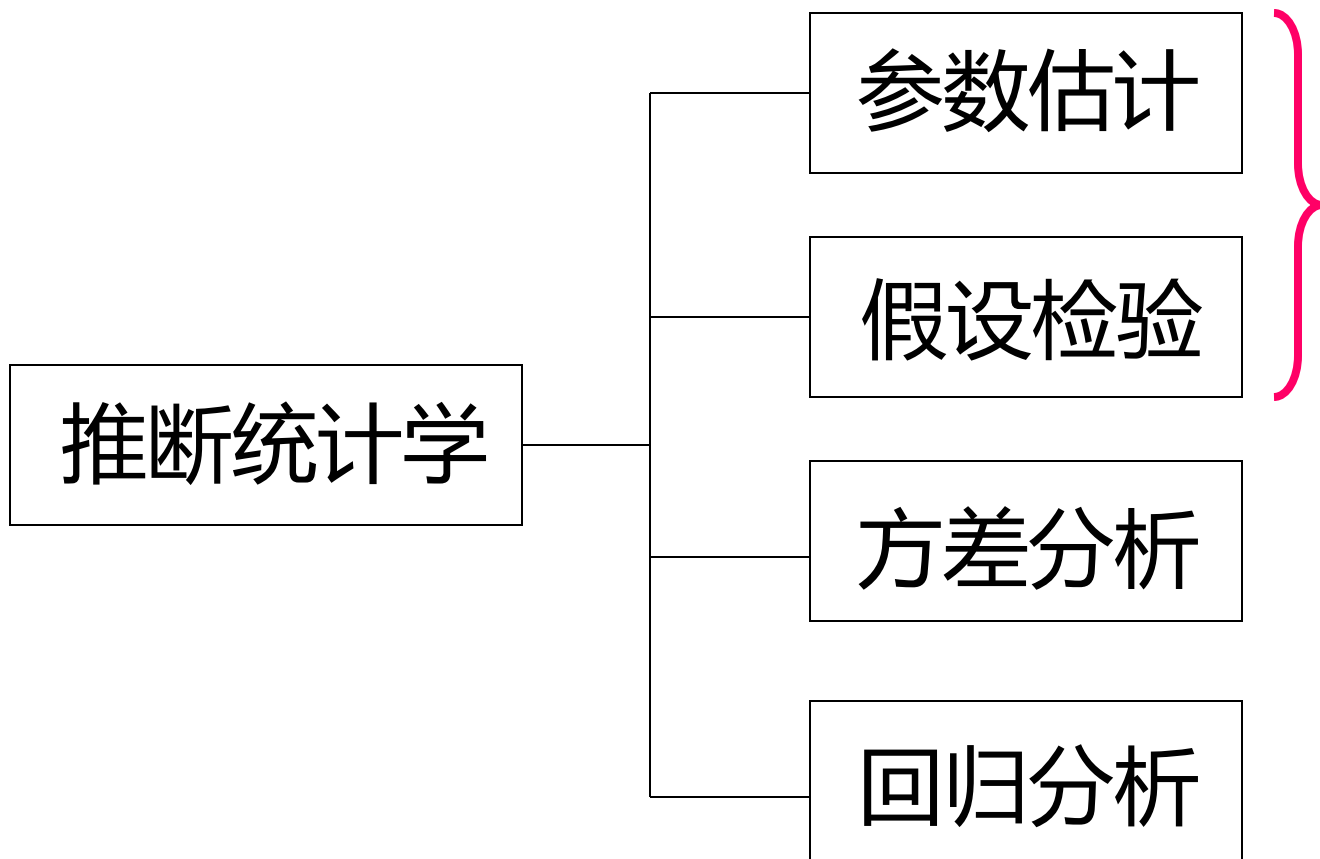 参数估计
假设检验
推断统计学
方差分析
回归分析